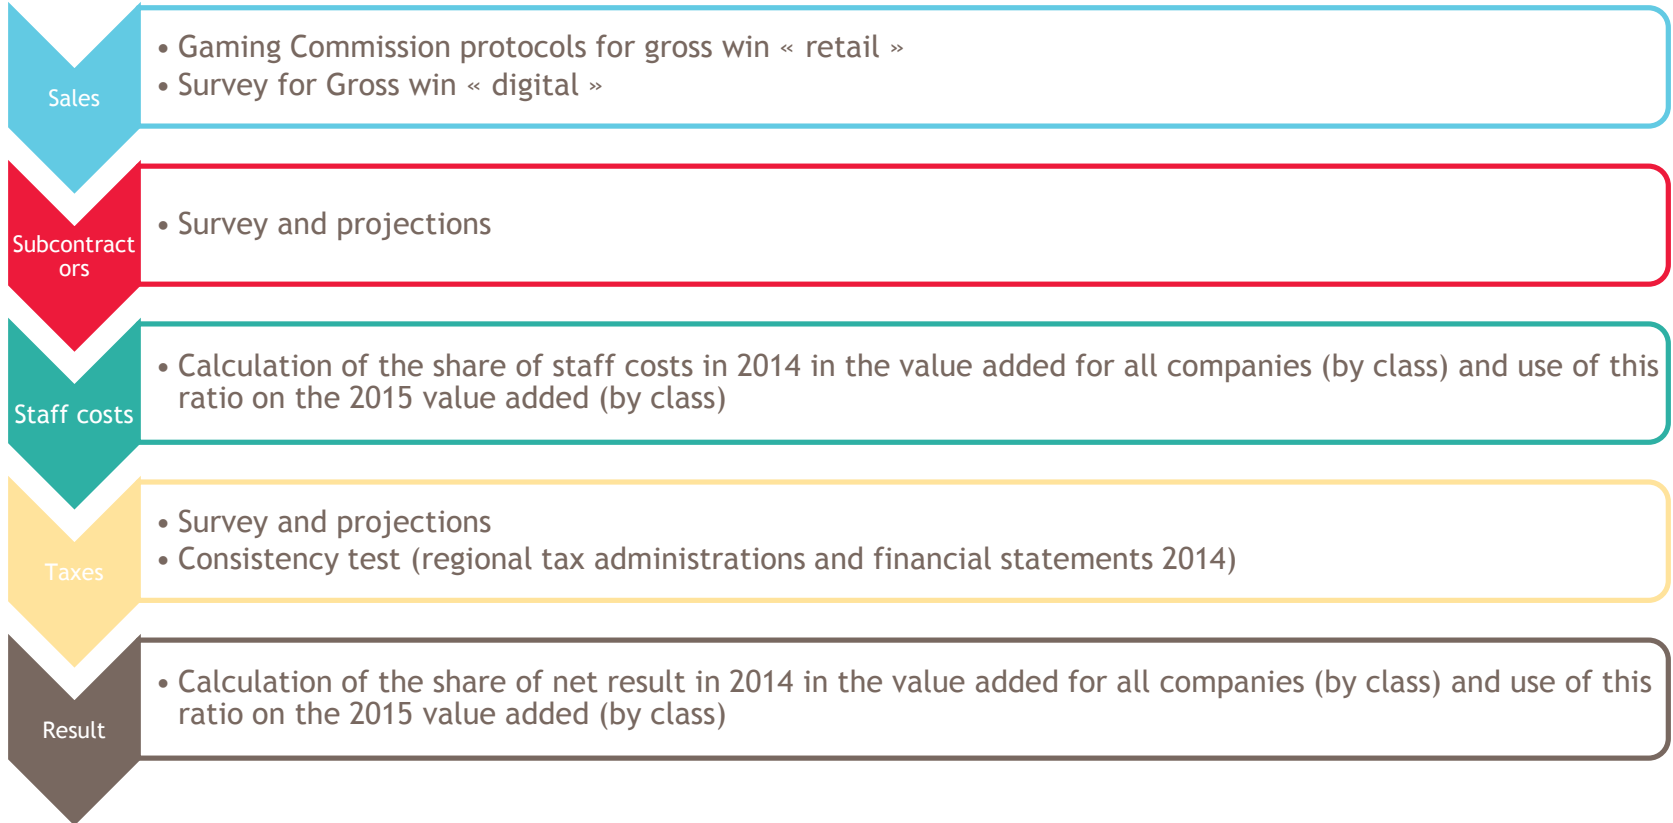 Sales
• Gaming Commission protocols for gross win « retail »
• Survey for Gross win « digital »
Subcontract
ors
• Survey and projections
Staff costs
• Calculation of the share of staff costs in 2014 in the value added for all companies (by class) and use of this
ratio on the 2015 value added (by class)
Taxes
• Survey and projections
• Consistency test (regional tax administrations and financial statements 2014)
Result
• Calculation of the share of net result in 2014 in the value added for all companies (by class) and use of this
ratio on the 2015 value added (by class)